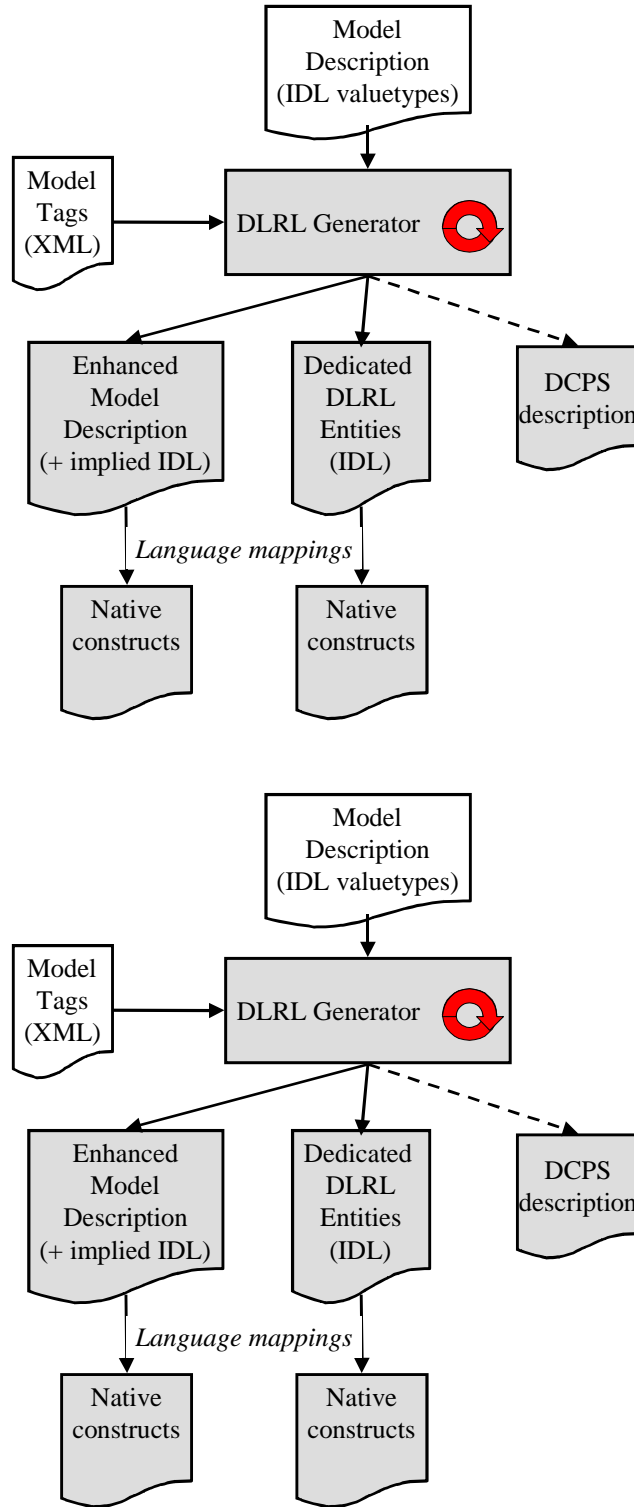 Model
Description
(IDL valuetypes)
Model
Tags
(XML)
DLRL Generator
Enhanced
Model
Description
(+ implied IDL)
Dedicated
DLRL
Entities
(IDL)
DCPS
description
Language mappings
Native
constructs
Native
constructs
Model
Description
(IDL valuetypes)
Model
Tags
(XML)
DLRL Generator
Enhanced
Model
Description
(+ implied IDL)
Dedicated
DLRL
Entities
(IDL)
DCPS
description
Language mappings
Native
constructs
Native
constructs